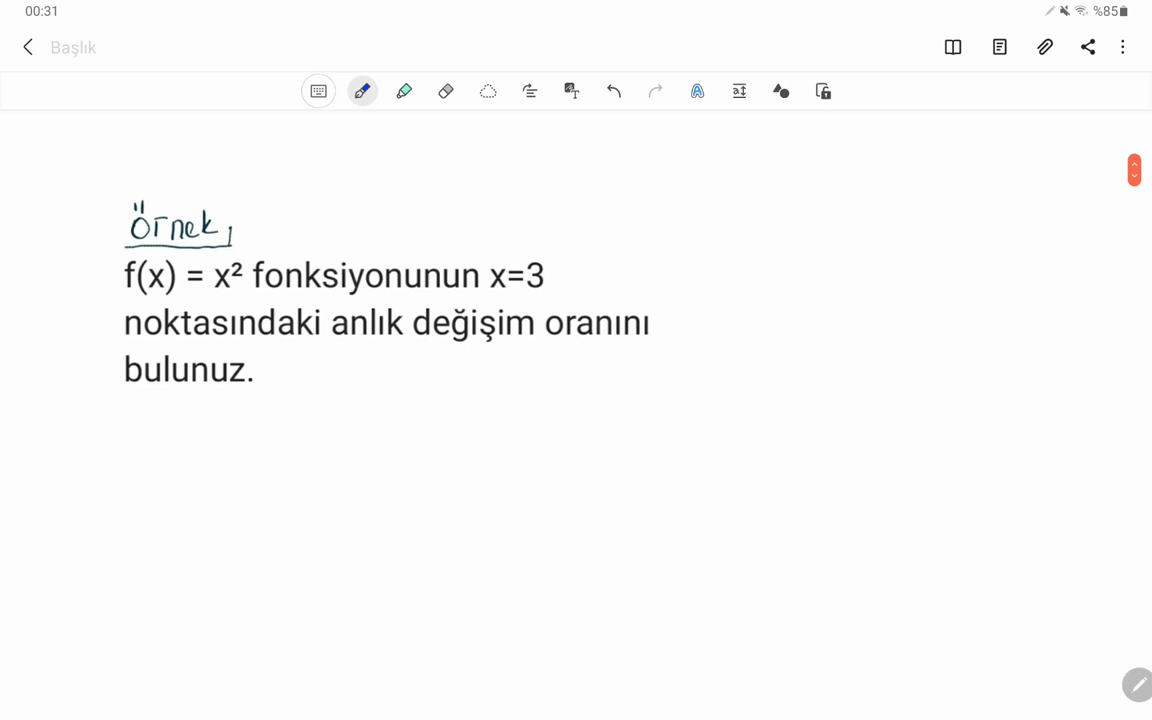 00:31
%85
Başlık
Örnek,
f(x) = x² fonksiyonunun x=3
noktasındaki anlık değişim oranını
bulunuz.